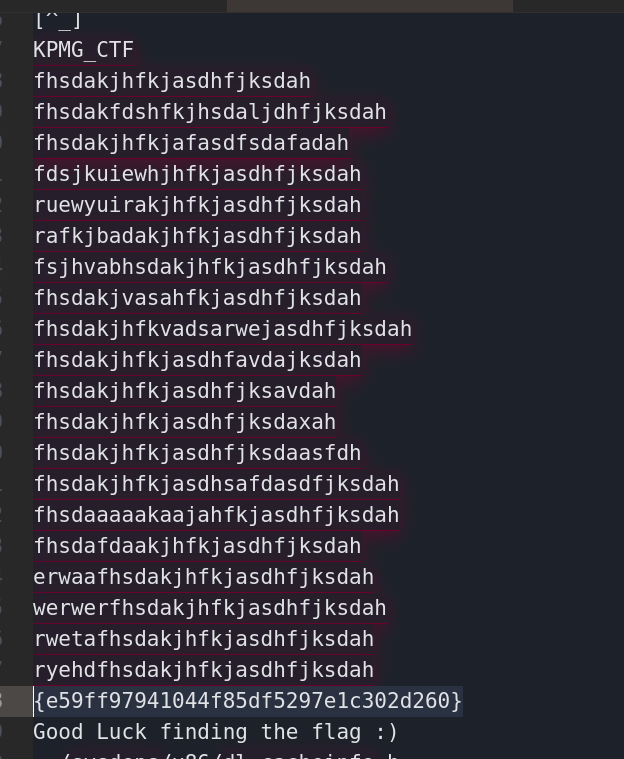 [^_]
KPMG_CTF
fhsdakjhfkjasdhfjksdah
fhsdakfdshfkjhsdaljdhfjksdah
fhsdakjhfkjafasdfsdafadah
fdsjkuiewhjhfkjasdhfjksdah
ruewyuirakjhfkjasdhfjksdah
rafkjbadakjhfkjasdhfjksdah
fsjhvabhsdakjhfkjasdhfjksdah
fhsdakjvasahfkjasdhfjksdah
fhsdakjhfkvadsarwejasdhfjksdah
fhsdakjhfkjasdhfavdajksdah
fhsdakjhfkjasdhfjksavdah
fhsdakjhfkjasdhfjksdaxah
fhsdakjhfkjasdhfjksdaasfdh
fhsdakjhfkjasdhsafdasdfjksdah
fhsdaaaaakaajahfkjasdhfjksdah
fhsdafdaakjhfkjasdhfjksdah
erwaafhsdakjhfkjasdhfjksdah
werwerfhsdakjhfkjasdhfjksdah
rwetafhsdakjhfkjasdhfjksdah
ryehdfhsdakjhfkjasdhfjksdah
{e59ff97941044f85df5297e1c302d260}
Good Luck finding the flag :)